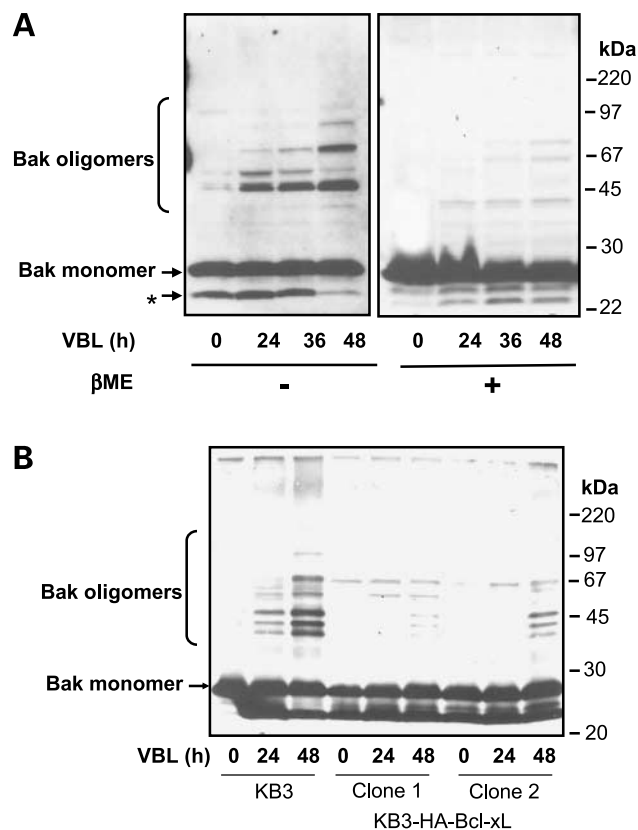 A
kDa
-220
-97
Bak oligomers
-67
-45
-30
Bak monomer
*
-22
VBL (h) 0 24 36 48 0 24 36 48
βME - +
B
kDa
-220
-97
Bak oligomers
-67
-45
-30
Bak monomer
-20
VBL (h) 0 24 48 0 24 48 0 24 48
KB3 Clone 1 Clone 2
KB3-HA-Bcl-xL